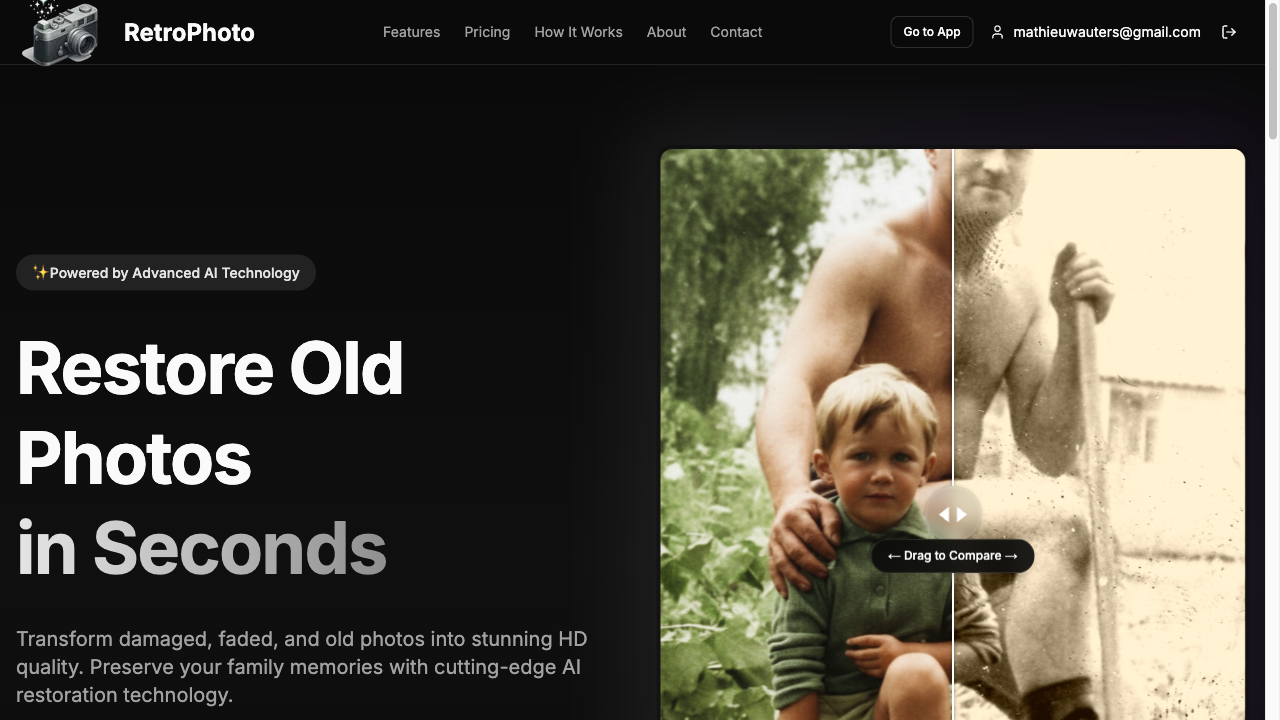 RetroPhoto
Features
Pricing
How It Works
About
Contact
Go to App
mathieuwauters@gmail.com
✨Powered by Advanced AI Technology
Restore Old
Photos
in Seconds
Transform damaged, faded, and old photos into stunning HD
quality. Preserve your family memories with cutting-edge AI
restoration technology.
← Drag to Compare →